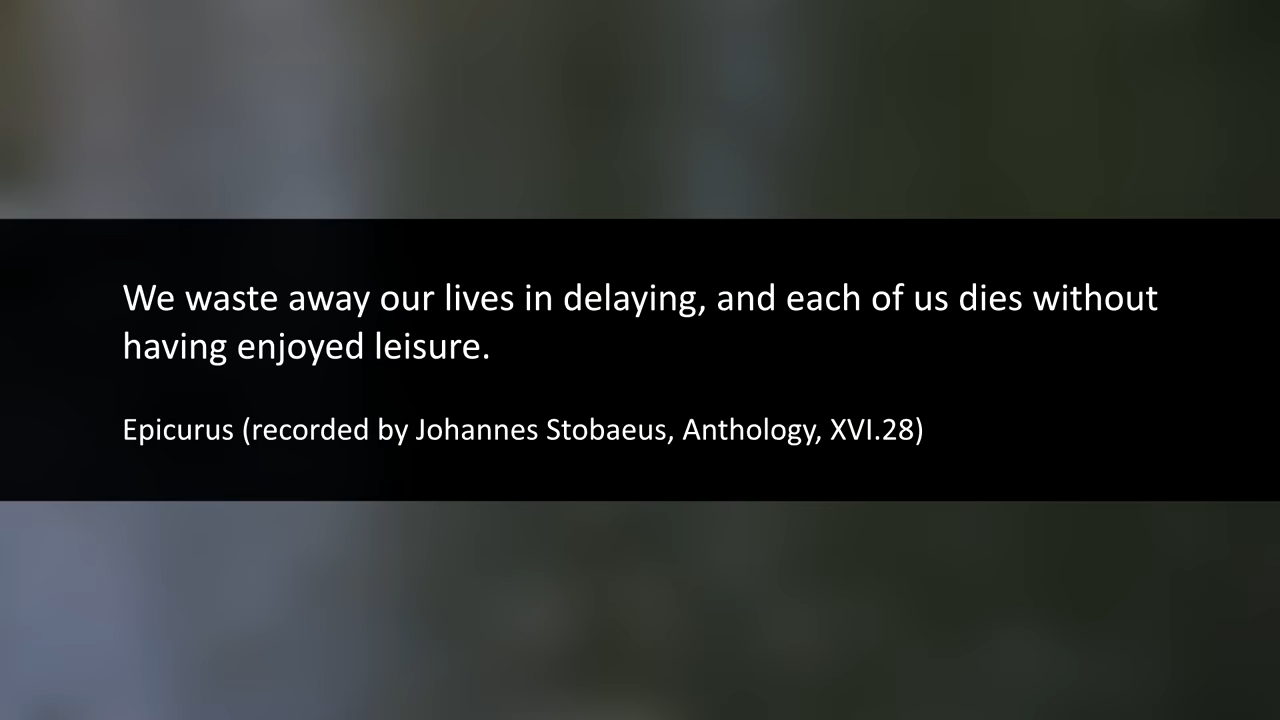 We waste away our lives in delaying, and each of us dies without
having enjoyed leisure.
Epicurus (recorded by Johannes Stobaeus, Anthology, XVI.28)